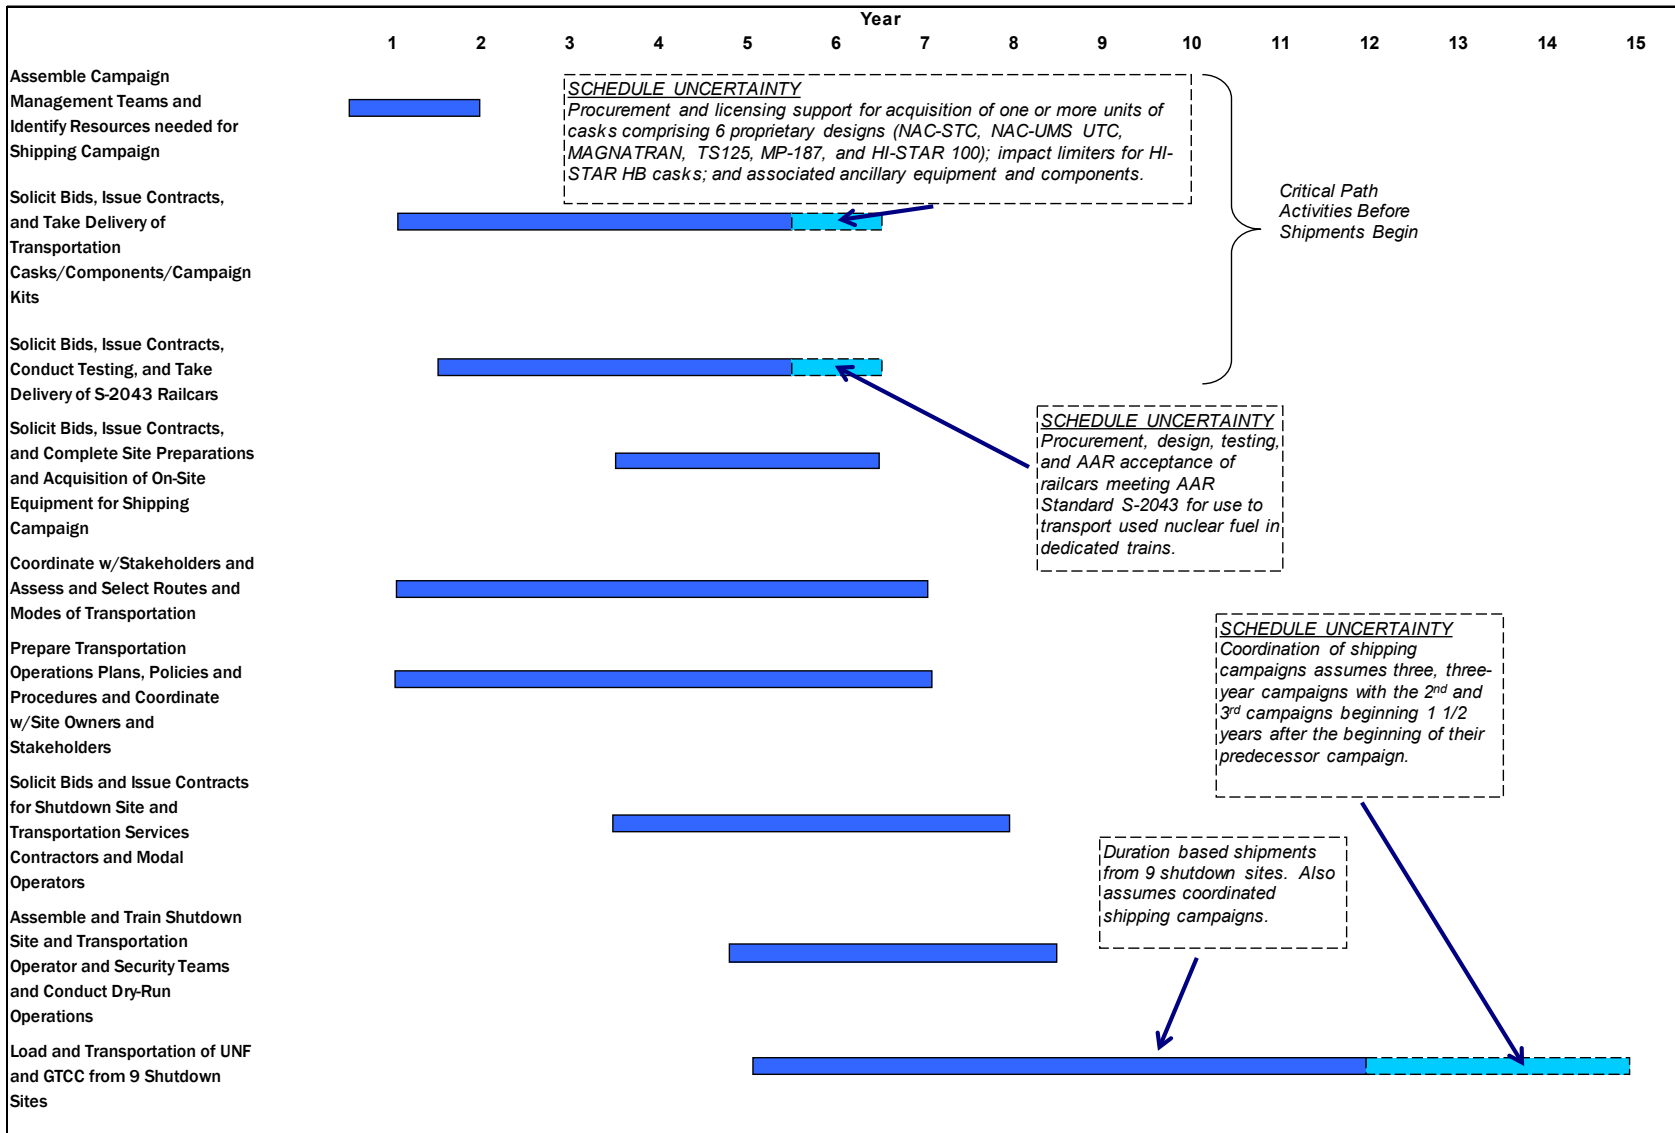 Year
1 2 3 4 5 6 7 8 9 10 11 12 13 14 15
Assemble Campaign
Management Teams and
Identify Resources needed for
Shipping Campaign
SCHEDULE UNCERTAINTY
Procurement and licensing support for acquisition of one or more units of
casks comprising 6 proprietary designs (NAC-STC, NAC-UMS UTC,
MAGNATRAN, TS125, MP-187, and HI-STAR 100); impact limiters for HI-
STAR HB casks; and associated ancillary equipment and components.
Critical Path
Activities Before
Shipments Begin
Solicit Bids, Issue Contracts,
and Take Delivery of
Transportation
Casks/Components/Campaign
Kits
Solicit Bids, Issue Contracts,
Conduct Testing, and Take
Delivery of S-2043 Railcars
SCHEDULE UNCERTAINTY
Procurement, design, testing,
and AAR acceptance of
railcars meeting AAR
Standard S-2043 for use to
transport used nuclear fuel in
dedicated trains.
Solicit Bids, Issue Contracts,
and Complete Site Preparations
and Acquisition of On-Site
Equipment for Shipping
Campaign
Coordinate w/Stakeholders and
Assess and Select Routes and
Modes of Transportation
SCHEDULE UNCERTAINTY
Coordination of shipping
campaigns assumes three, three-
year campaigns with the 2nd and
3rd campaigns beginning 1 1/2
years after the beginning of their
predecessor campaign.
Prepare Transportation
Operations Plans, Policies and
Procedures and Coordinate
w/Site Owners and
Stakeholders
Solicit Bids and Issue Contracts
for Shutdown Site and
Transportation Services
Contractors and Modal
Operators
Duration based shipments
from 9 shutdown sites. Also
assumes coordinated
shipping campaigns.
Assemble and Train Shutdown
Site and Transportation
Operator and Security Teams
and Conduct Dry-Run
Operations
Load and Transportation of UNF
and GTCC from 9 Shutdown
Sites